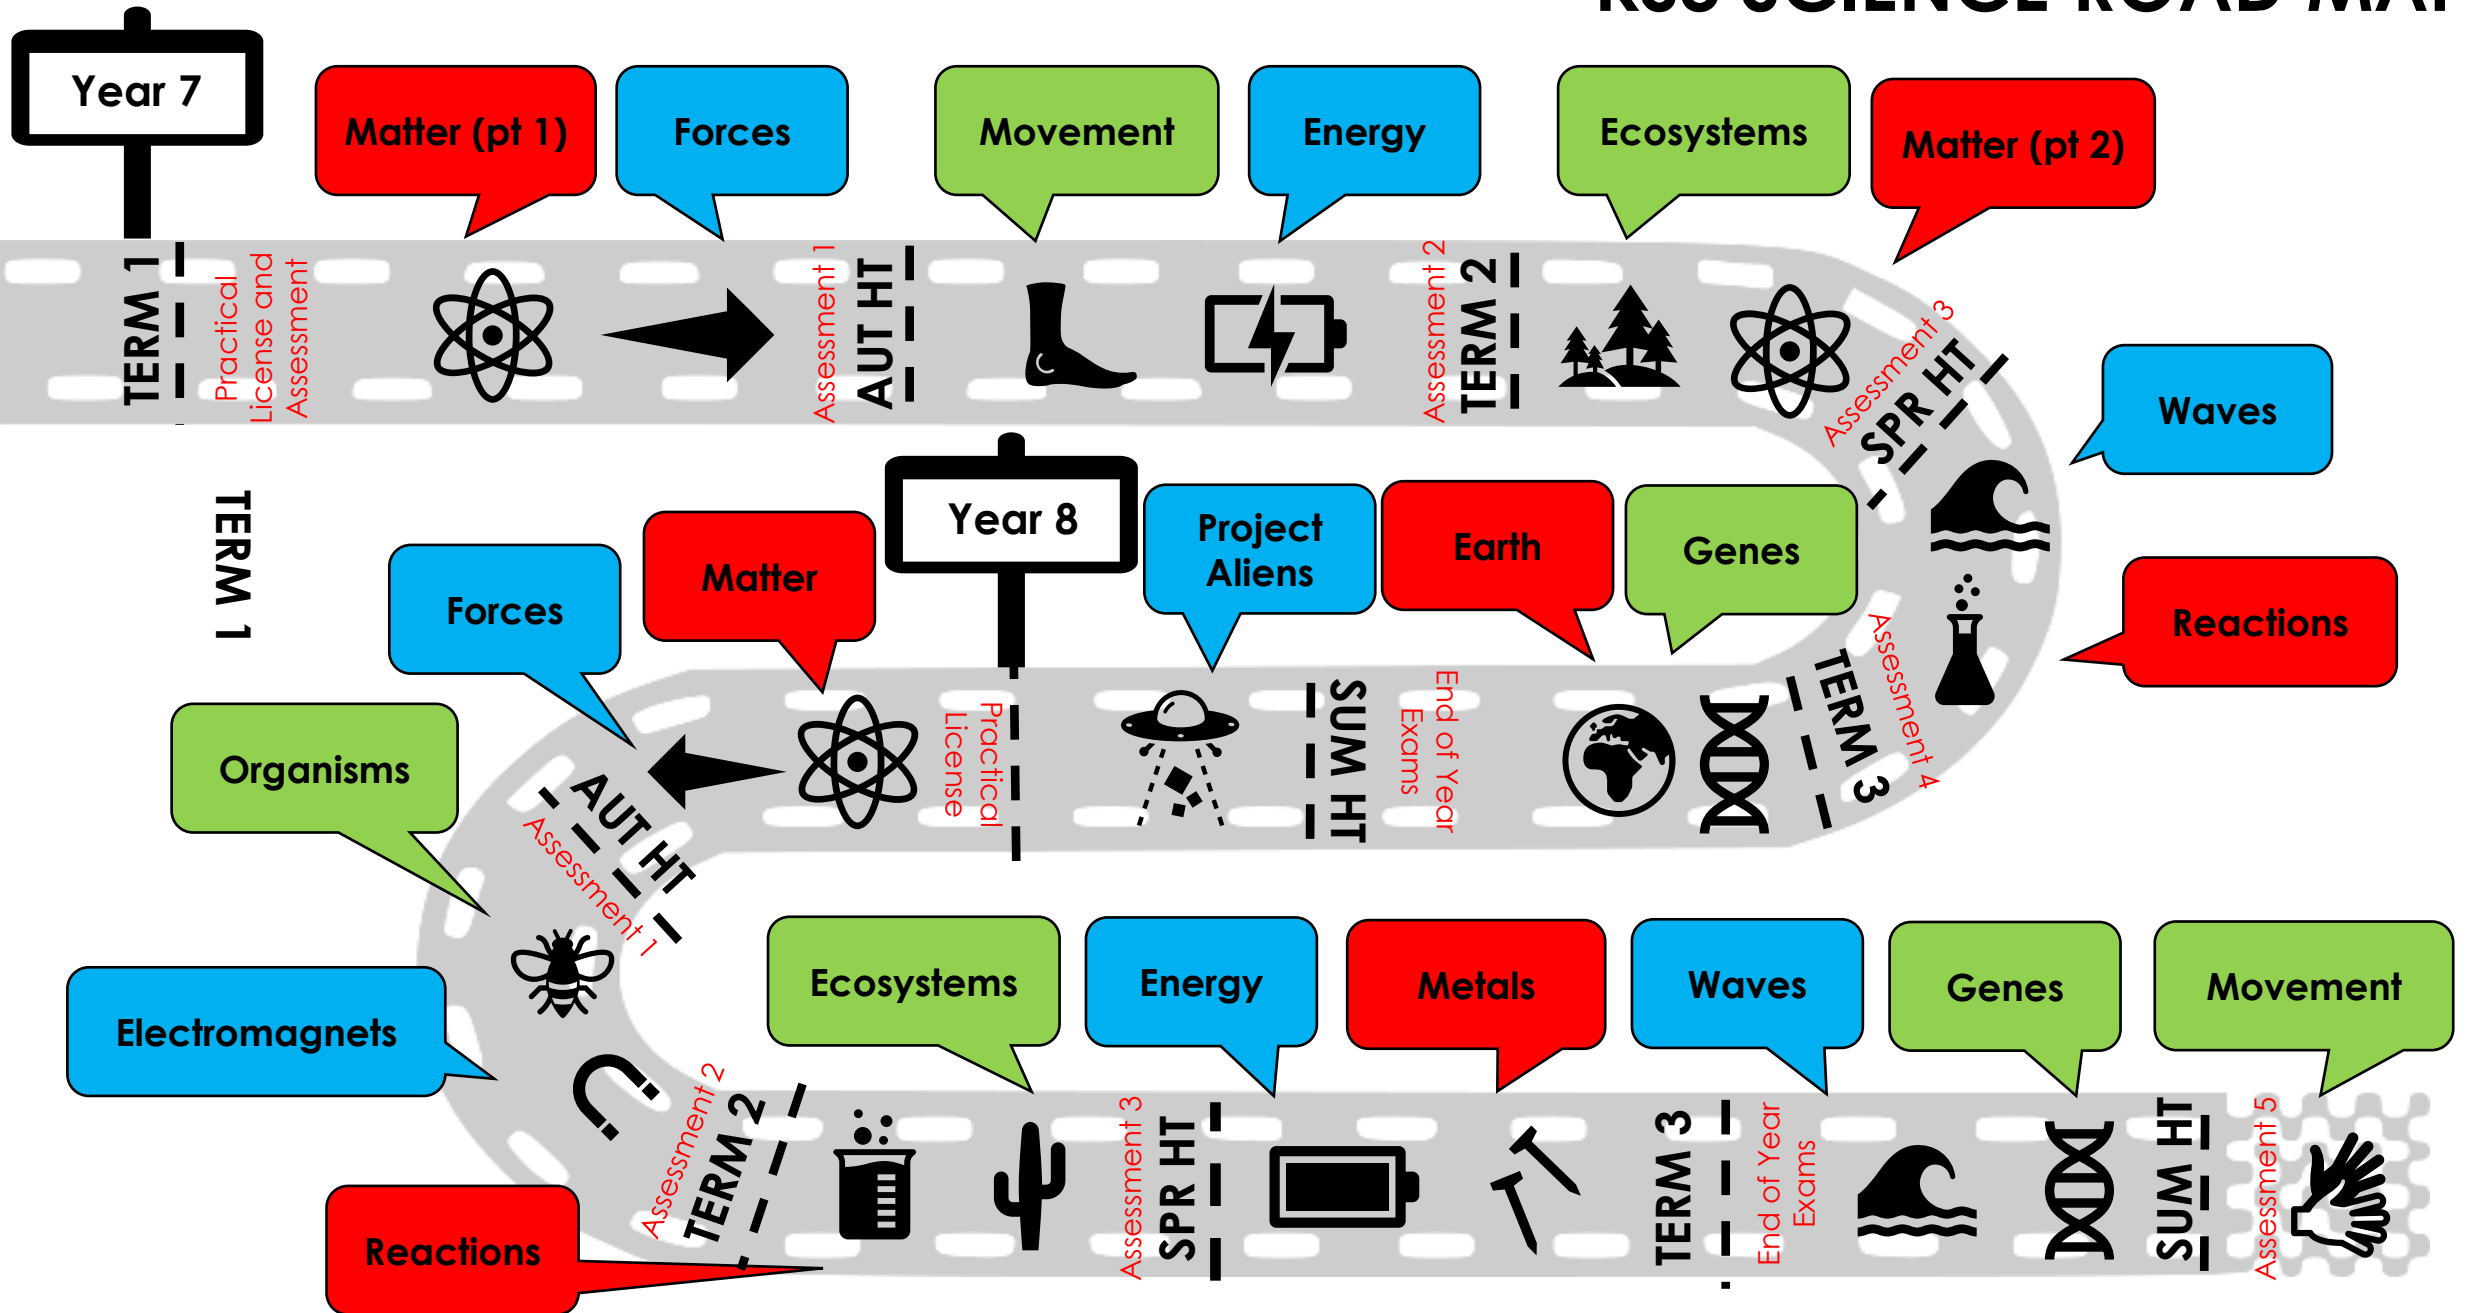 KS3 SCIENCE ROAD MAP
Year 7
Matter (pt 1)
Forces
Movement
Energy
Ecosystems
Matter (pt 2)
TERM 1
Practical
License and
Assessment
Assessment 1
AUT HT
Assessment 2
TERM 2
Assessment 3
SPR HT
Waves
Reactions
Assessment 4
TERM 3
Genes
Earth
End of Year
Exams
SUM HT
Project
Aliens
Year 8
Practical
License
Matter
Forces
TERM 1
AUT HT
Assessment 1
Organisms
Electromagnets
Assessment 2
TERM 2
Reactions
Ecosystems
Assessment 3
SPR HT
Energy
Metals
TERM 3
End of Year
Exams
Waves
Genes
SUM HT
Assessment 5
Movement